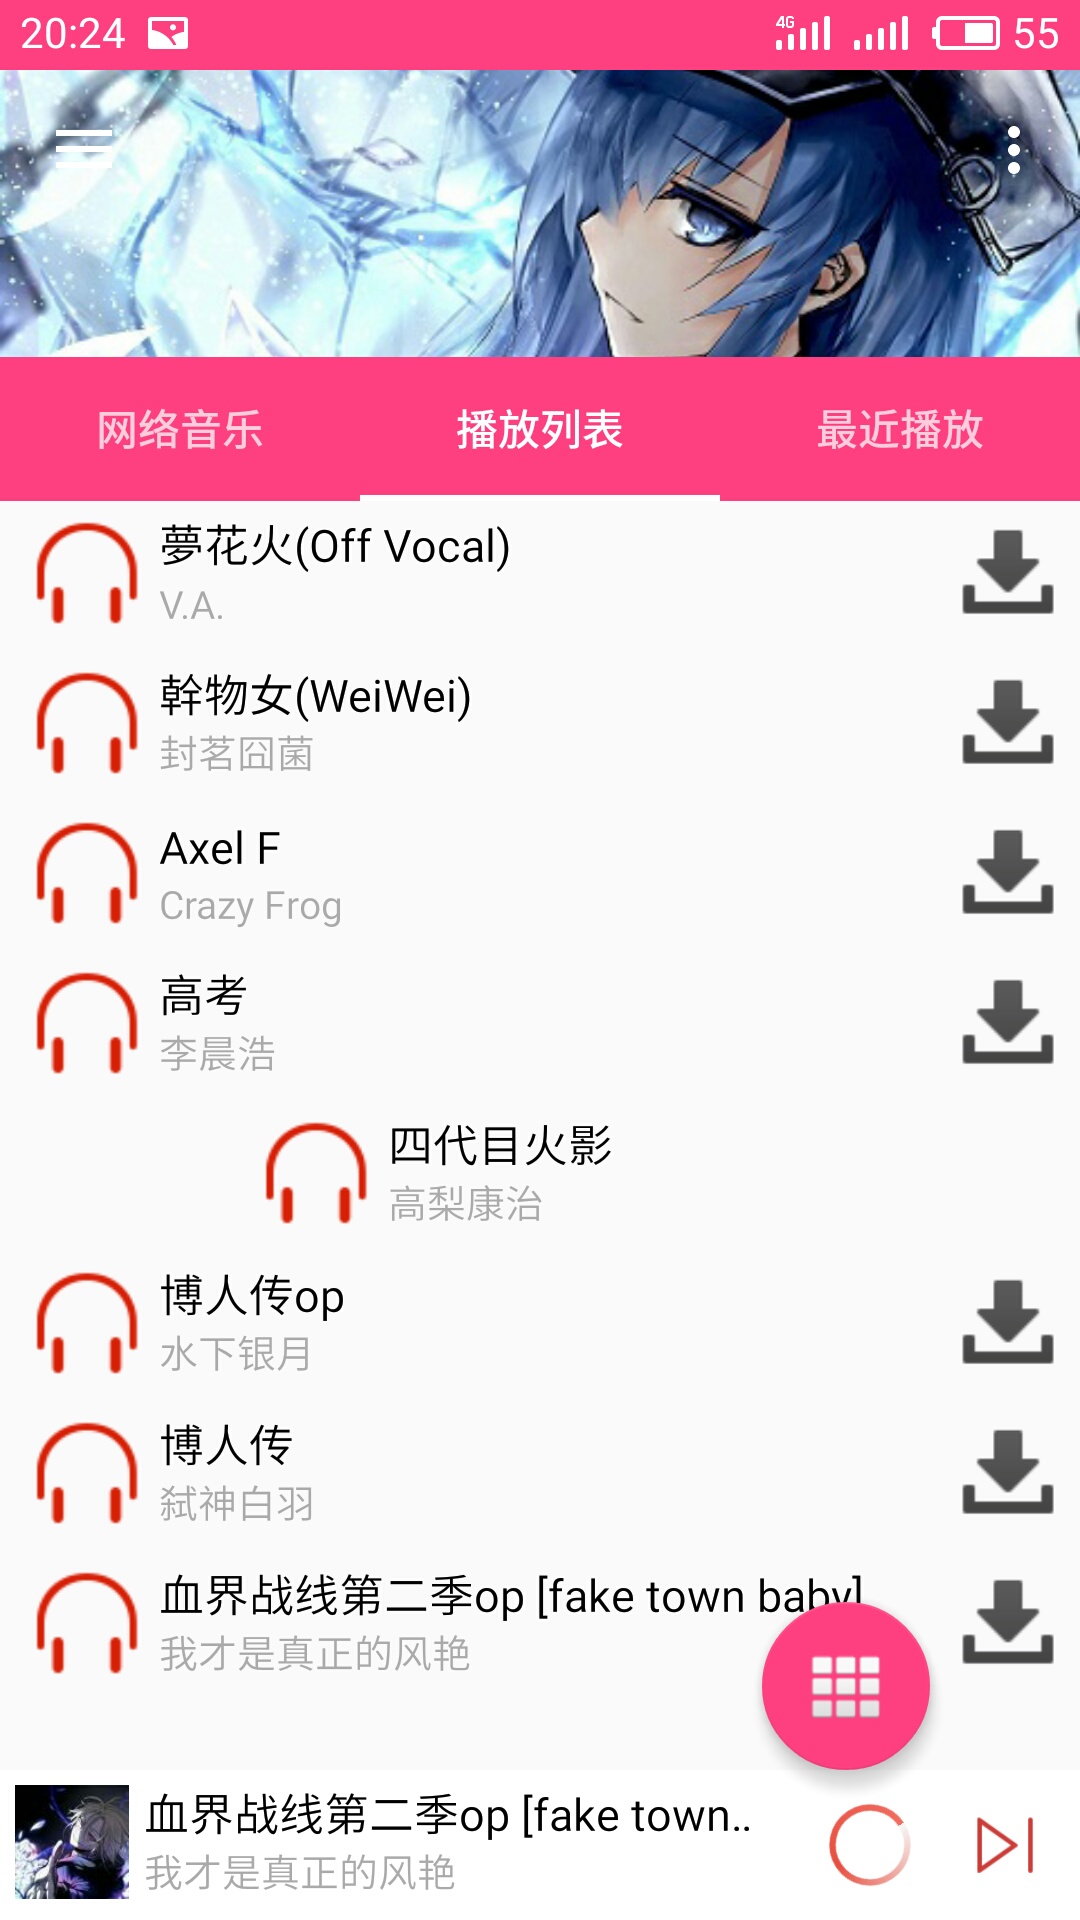 20:24
4G
55
网络音乐
播放列表
最近播放
夢花火(Off Vocal)
V.A.
幹物女(WeiWei)
封茗囧菌
Axel F
Crazy Frog
高考
李晨浩
四代目火影
高梨康治
博人传op
水下银月
博人传
弑神白羽
血界战线第二季op [fake town baby]
我才是真正的风艳
血界战线第二季op [fake town..
我才是真正的风艳